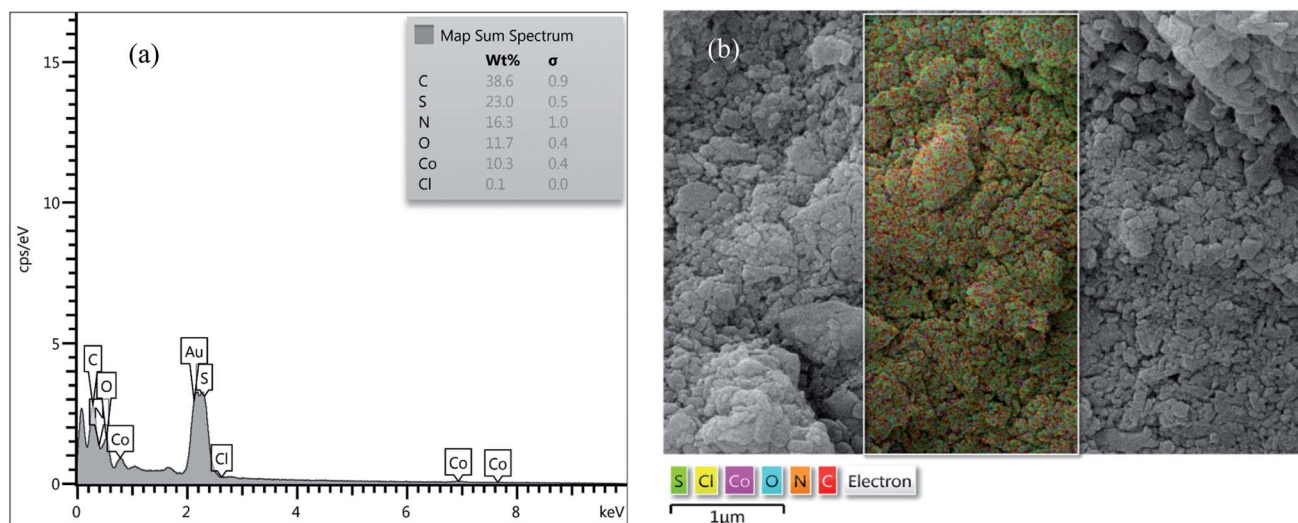 (a)
Map Sum Spectrum
Wt% σ
C 38.6 0.9
S 23.0 0.5
N 16.3 1.0
O 11.7 0.4
Co 10.3 0.4
Cl 0.1 0.0
cps/eV
15
10
5
0
C
O
N
Co
Au
S
Cl
Co
Co
0 2 4 6 8 keV
(b)
S Cl Co O N C Electron
1μm